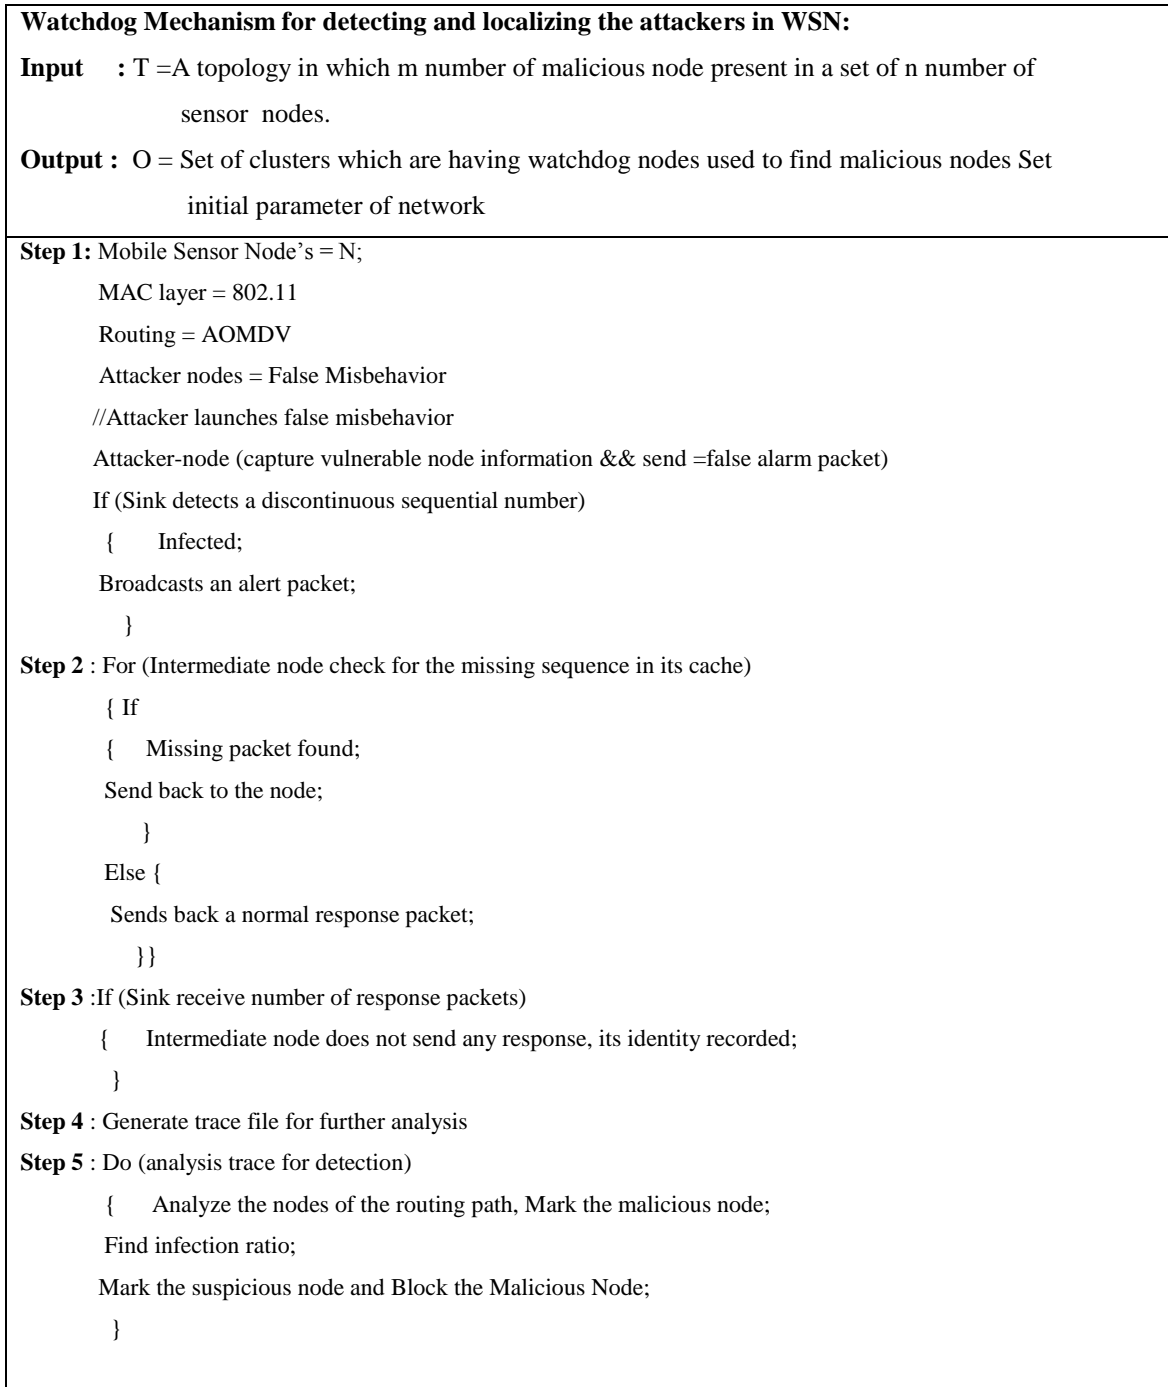 Watchdog Mechanism for detecting and localizing the attackers in WSN:
Input : T =A topology in which m number of malicious node present in a set of n number of
sensor nodes.
Output : O = Set of clusters which are having watchdog nodes used to find malicious nodes Set
initial parameter of network
Step 1: Mobile Sensor Node’s = N;
MAC layer = 802.11
Routing = AOMDV
Attacker nodes = False Misbehavior
//Attacker launches false misbehavior
Attacker-node (capture vulnerable node information && send =false alarm packet)
If (Sink detects a discontinuous sequential number)
{ Infected;
Broadcasts an alert packet;
}
Step 2 : For (Intermediate node check for the missing sequence in its cache)
{ If
{ Missing packet found;
Send back to the node;
}
Else {
Sends back a normal response packet;
}}
Step 3 :If (Sink receive number of response packets)
{ Intermediate node does not send any response, its identity recorded;
}
Step 4 : Generate trace file for further analysis
Step 5 : Do (analysis trace for detection)
{ Analyze the nodes of the routing path, Mark the malicious node;
Find infection ratio;
Mark the suspicious node and Block the Malicious Node;
}